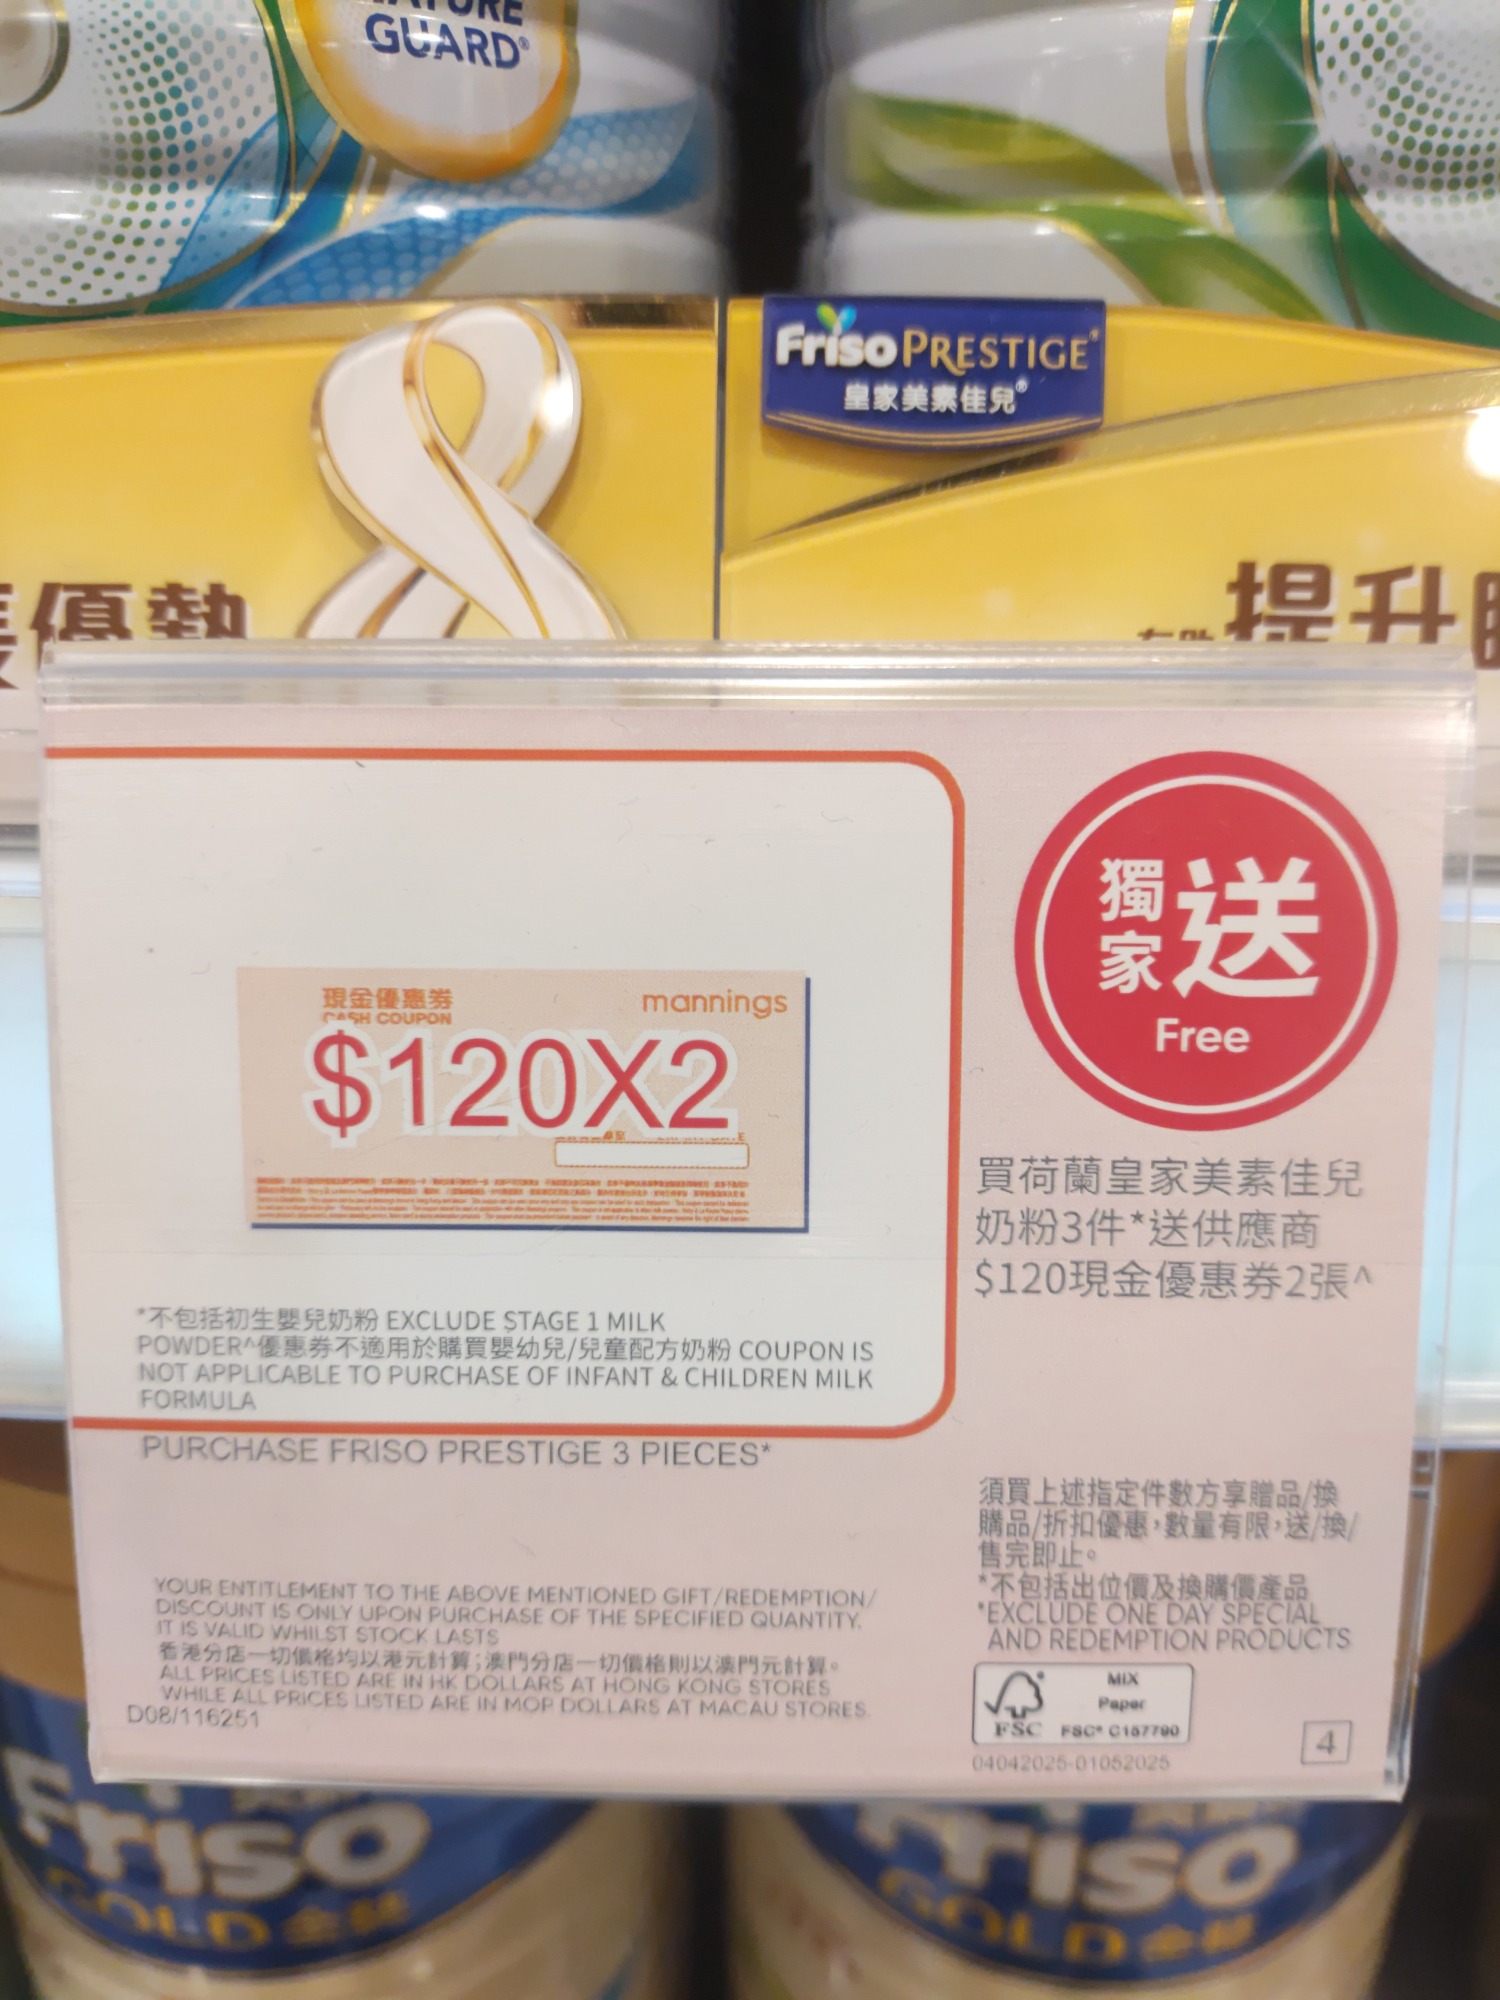 GUARD®
Friso PRESTIGE®
皇家美素佳兒®
優勢
提升
現金優惠券
CASH COUPON
mannings
$120X2
獨家送
Free
買荷蘭皇家美素佳兒
奶粉3件*送供應商
$120現金優惠券2張^
*不包括初生嬰兒奶粉 EXCLUDE STAGE 1 MILK
POWDER^優惠券不適用於購買嬰幼兒/兒童配方奶粉 COUPON IS
NOT APPLICABLE TO PURCHASE OF INFANT & CHILDREN MILK
FORMULA
PURCHASE FRISO PRESTIGE 3 PIECES*
須買上述指定件數方享贈品/換
購品/折扣優惠，數量有限，送/換/
售完即止。
*不包括出位價及換購價產品
*EXCLUDE ONE DAY SPECIAL
AND REDEMPTION PRODUCTS
YOUR ENTITLEMENT TO THE ABOVE MENTIONED GIFT/REDEMPTION/
DISCOUNT IS ONLY UPON PURCHASE OF THE SPECIFIED QUANTITY.
IT IS VALID WHILST STOCK LASTS
香港分店一切價格均以港元計算；澳門分店一切價格則以澳門元計算。
ALL PRICES LISTED ARE IN HK DOLLARS AT HONG KONG STORES
WHILE ALL PRICES LISTED ARE IN MOP DOLLARS AT MACAU STORES.
D08/116251
FSC
MIX
Paper
FSC® C157790
04042025-01052025
4
Friso
GOLD
Friso
GOLD